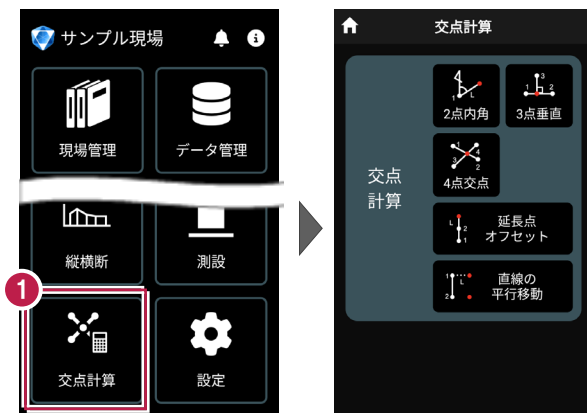 サンプル現場
現場管理
データ管理
縦横断
測設
1
交点計算
設定
交点計算
交点
計算
2点内角
3点垂直
4点交点
延長点
オフセット
直線の
平行移動